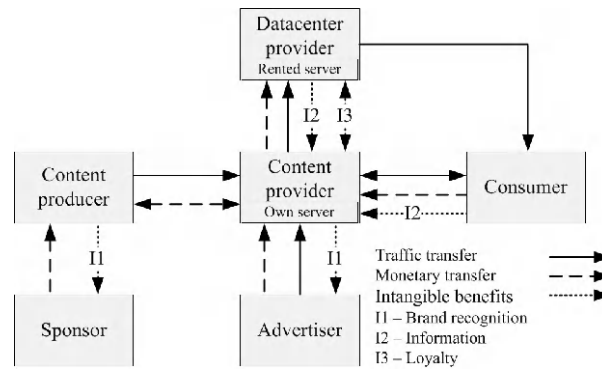 Datacenter
provider
Rented server
I2
I3
Content
producer
Content
provider
Own server
Consumer
I2
I1
I1
Sponsor
Advertiser
Traffic transfer
Monetary transfer
Intangible benefits
I1 – Brand recognition
I2 – Information
I3 – Loyalty